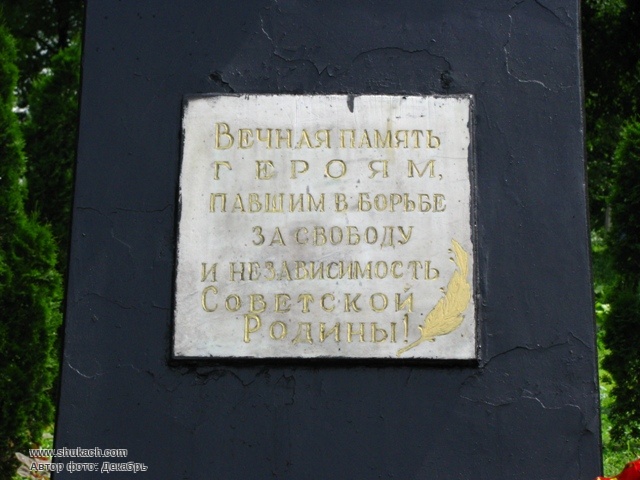 Вечная память
героям,
павшим в борьбе
за свободу
и независимость
Советской
Родины!
www.shukach.com
Автор фото: Декабрь